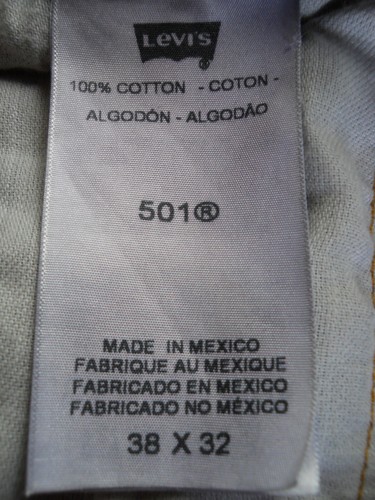 LEVI'S ®
100% COTTON - COTON -
ALGODÓN - ALGODÃO
501®
MADE IN MEXICO
FABRIQUE AU MEXIQUE
FABRICADO EN MEXICO
FABRICADO NO MÉXICO
38 X 32